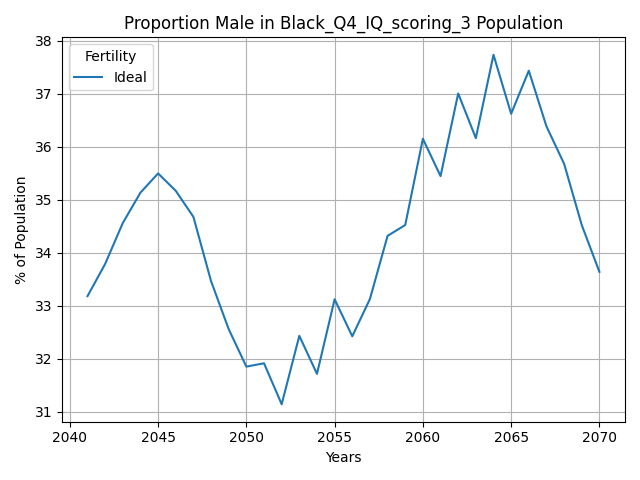 Proportion Male in Black_Q4_IQ_scoring_3 Population
Fertility
Ideal
% of Population
38
37
36
35
34
33
32
31
2040 2045 2050 2055 2060 2065 2070
Years